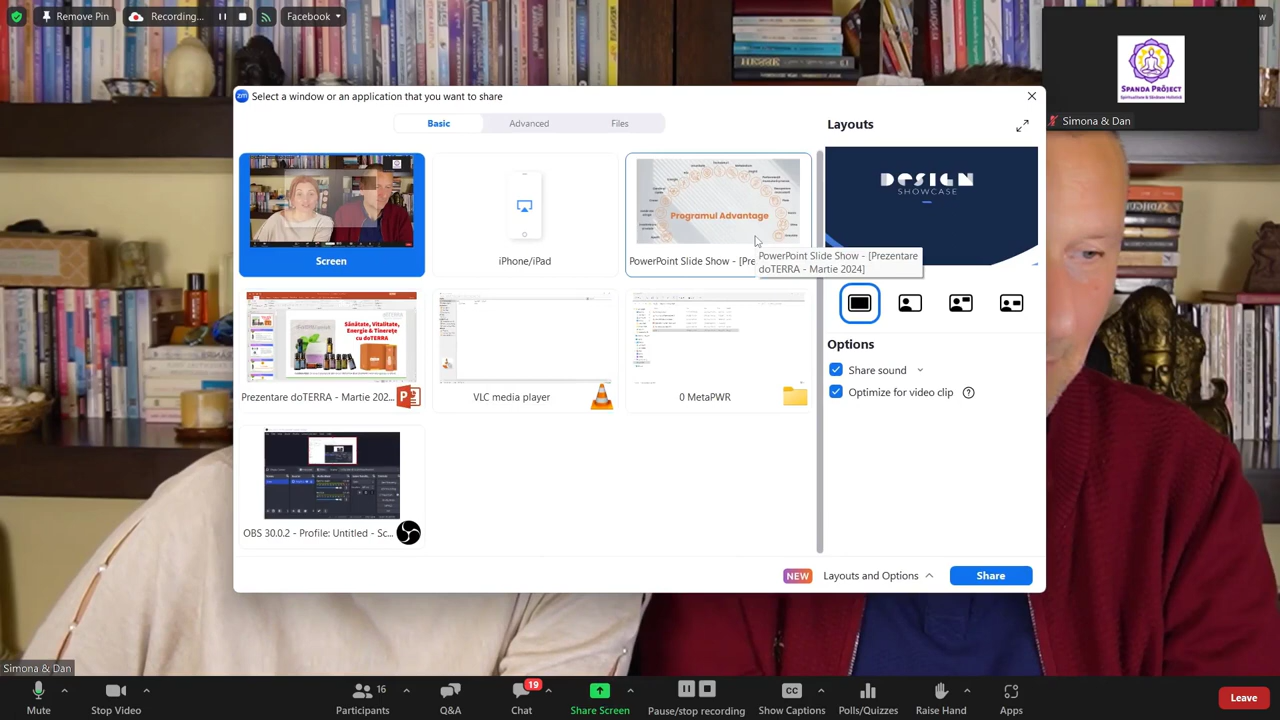 Remove Pin
Recording...
Facebook
SPANDA PRŎJECT
Simona & Dan
Select a window or an application that you want to share
Basic
Advanced
Files
Layouts
Screen
iPhone/iPad
Programul Advantage
PowerPoint Slide Show - [Pre
PowerPoint Slide Show - [Prezentare
doTERRA - Martie 2024]
DESIGN
SHOWCASE
Options
Share sound
Optimize for video clip
Sănătate, Vitalitate,
Energie & Tinerețe
cu doTERRA
Prezentare doTERRA - Martie 202...
VLC media player
0 MetaPWR
OBS 30.0.2 - Profile: Untitled - Sc...
NEW
Layouts and Options
Share
Simona & Dan
Mute
Stop Video
16
Participants
Q&A
19
Chat
Share Screen
Pause/stop recording
CC
Show Captions
Polls/Quizzes
Raise Hand
Apps
Leave